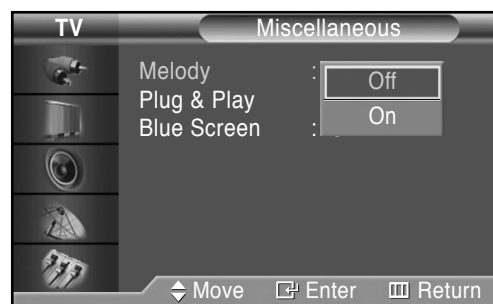 TV Miscellaneous
Melody : Off
Plug & Play On
Blue Screen :
Move Enter Return